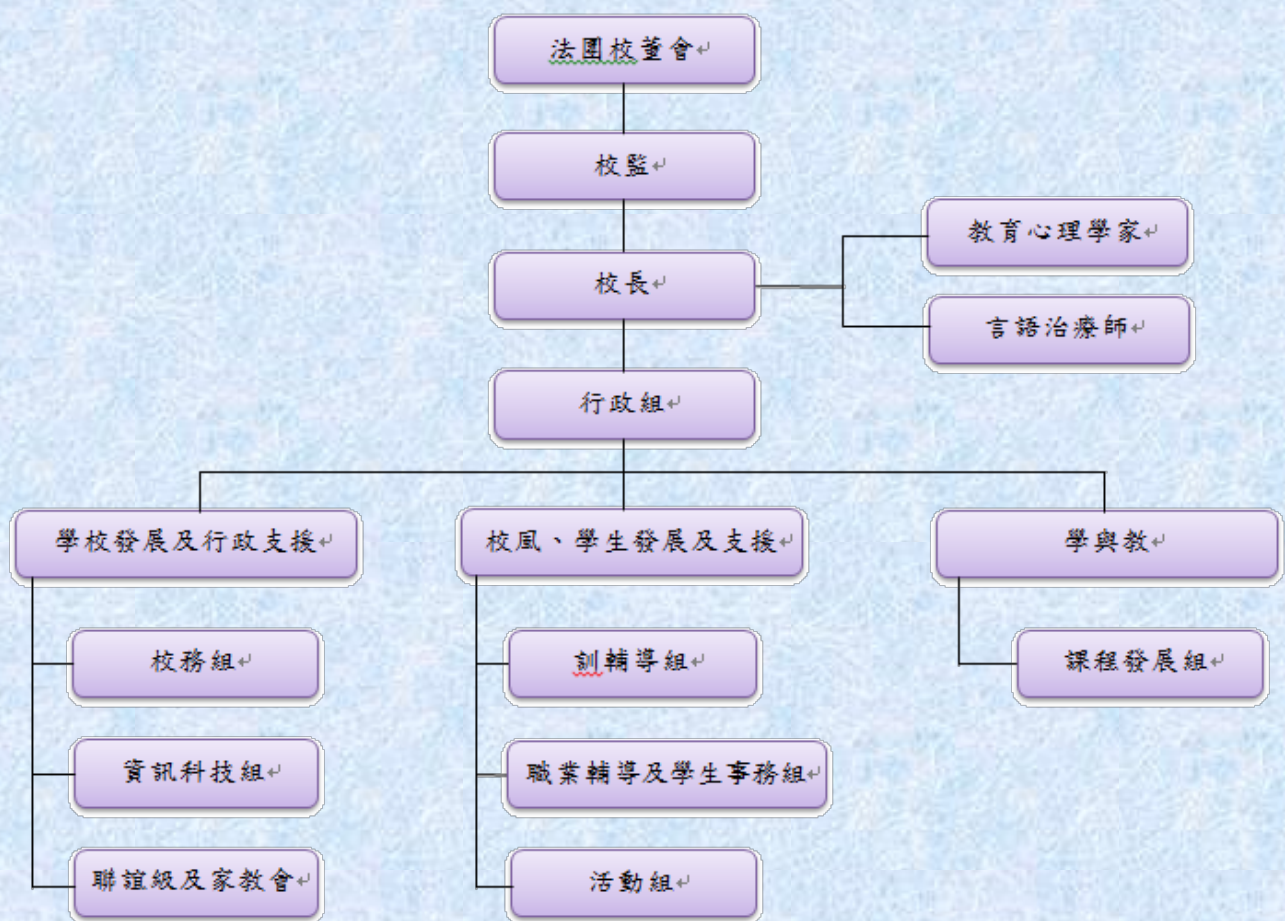 法團校董會
校監
校長
教育心理學家
言語治療師
行政組
學校發展及行政支援
校風、學生發展及支援
學與教
校務組
訓輔導組
課程發展組
資訊科技組
職業輔導及學生事務組
聯誼級及家教會
活動組